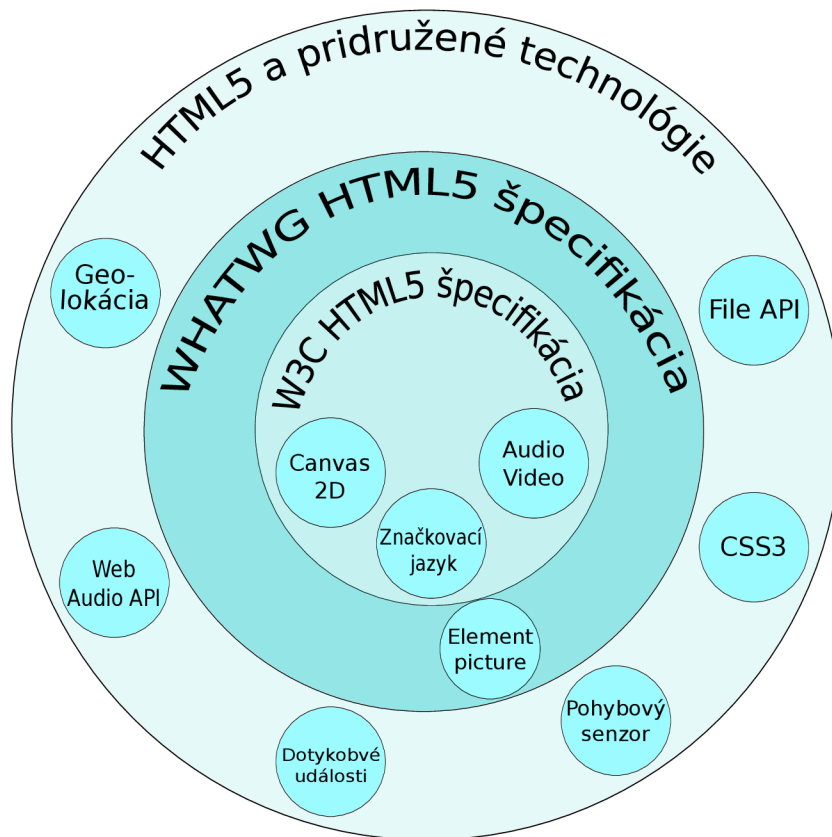 HTML5 a pridružené technológie
WHATWG HTML5 špecifikácia
W3C HTML5 špecifikácia
Geo-
lokácia
File API
Canvas
2D
Audio
Video
Značkovací
jazyk
Web
Audio API
CSS3
Element
picture
Pohybový
senzor
Dotykobvé
události